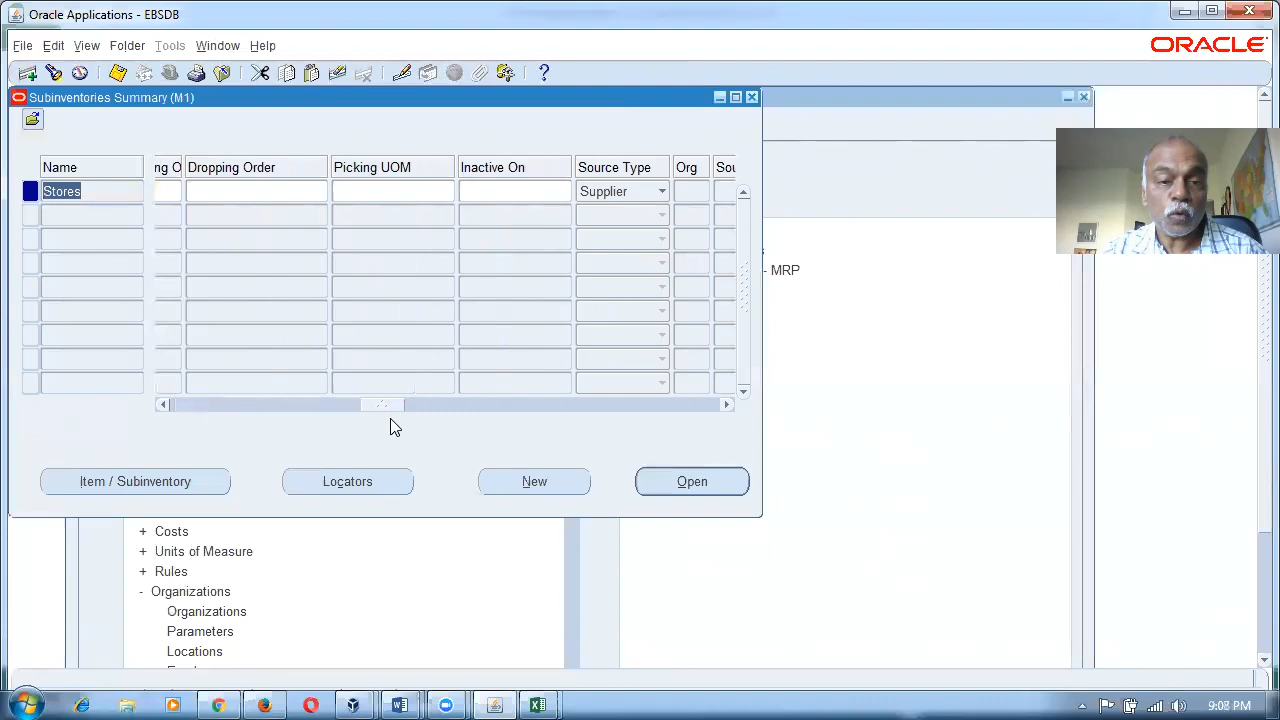 Oracle Applications - EBSDB
File Edit View Folder Tools Window Help
ORACLE
Subinventories Summary (M1)
Name ng O Dropping Order Picking UOM Inactive On Source Type Org Sou
Stores Supplier
- MRP
Item / Subinventory Locators New Open
+ Costs
+ Units of Measure
+ Rules
- Organizations
Organizations
Parameters
Locations
9:08 PM